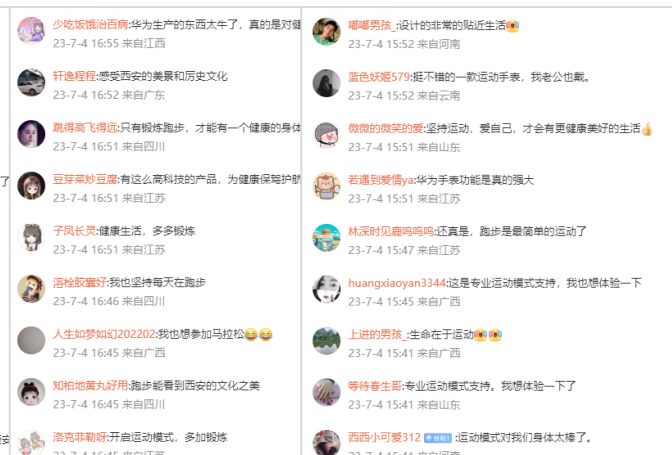 少吃饭饿治百病:华为生产的东西太牛了，真的是对健
23-7-4 16:55 来自江西
轩逸程程:感受西安的美景和历史文化
23-7-4 16:52 来自广东
跳得高飞得远:只有锻炼跑步，才能有一个健康的身体
23-7-4 16:51 来自四川
豆芽菜炒豆腐:有这么高科技的产品，为健康保驾护航
23-7-4 16:51 来自江苏
子凤长灵:健康生活，多多锻炼
23-7-4 16:51 来自江苏
溶栓胶囊好:我也坚持每天在跑步
23-7-4 16:46 来自四川
人生如梦如幻202202:我也想参加马拉松😂😂
23-7-4 16:45 来自广西
知柏地黄丸好用:跑步能看到西安的文化之美
23-7-4 16:45 来自四川
洛克菲勒呀:开启运动模式，多加锻炼
23-7-4 16:45 来自江苏
了
嘟嘟男孩_:设计的非常的贴近生活
23-7-4 15:52 来自河南
蓝色妖姬579:挺不错的一款运动手表，我老公也戴。
23-7-4 15:52 来自云南
微微的微笑的爱:坚持运动，爱自己，才会有更健康美好的生活👍
23-7-4 15:51 来自山东
若遇到爱情ya:华为手表功能是真的强大
23-7-4 15:51 来自江苏
林深时见鹿呜呜呜:还真是，跑步是最简单的运动了
23-7-4 15:47 来自江苏
huangxiaoyan3344:这是专业运动模式支持，我也想体验一下
23-7-4 15:45 来自广西
上进的男孩_:生命在于运动
23-7-4 15:41 来自广西
等待春生哥:专业运动模式支持。我想体验一下了
23-7-4 15:41 来自山东
西西小可爱312 :运动模式对我们身体太棒了。
23-7-4 15:41 来自河南